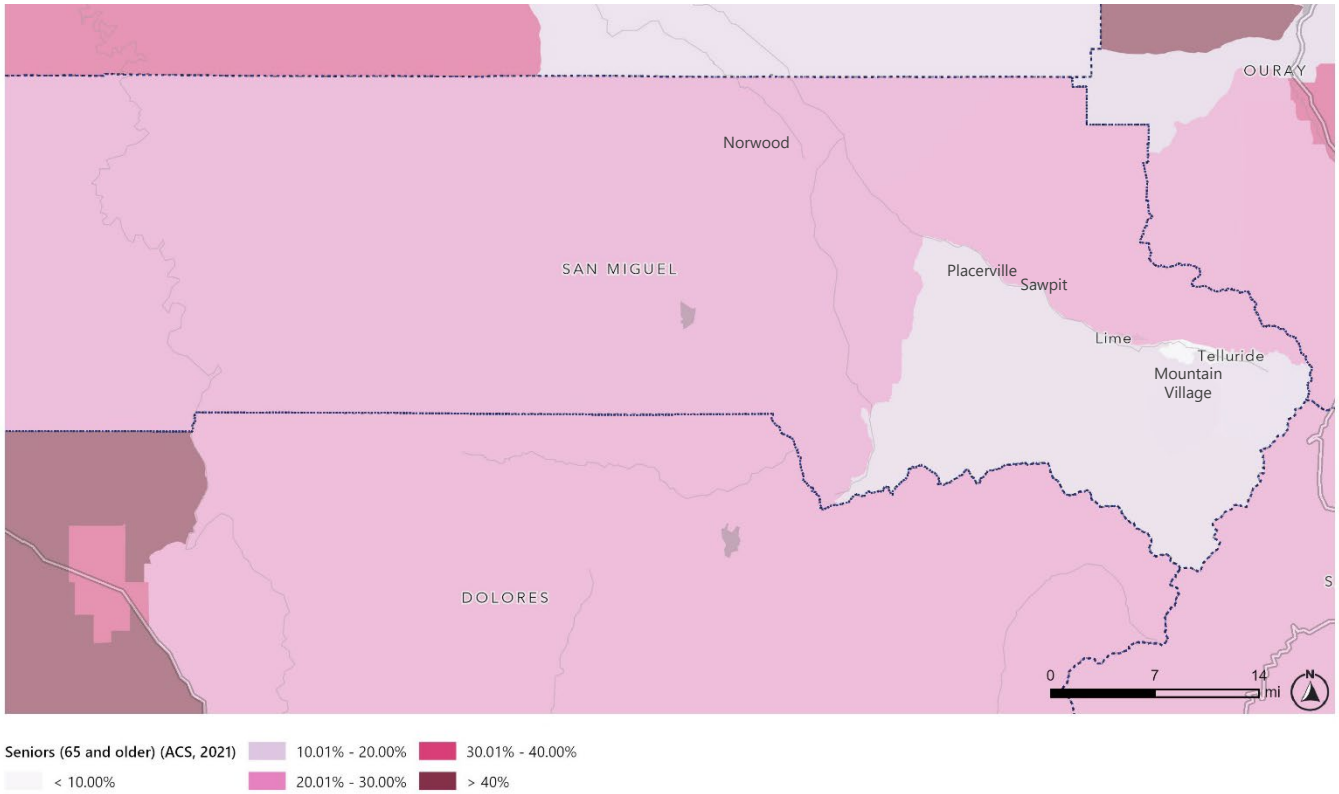 OURAY
Norwood
SAN MIGUEL
Placerville
Sawpit
Lime
Telluride
Mountain
Village
DOLORES
S
0 7 14 mi
N
Seniors (65 and older) (ACS, 2021)
< 10.00%
10.01% - 20.00%
20.01% - 30.00%
30.01% - 40.00%
> 40%